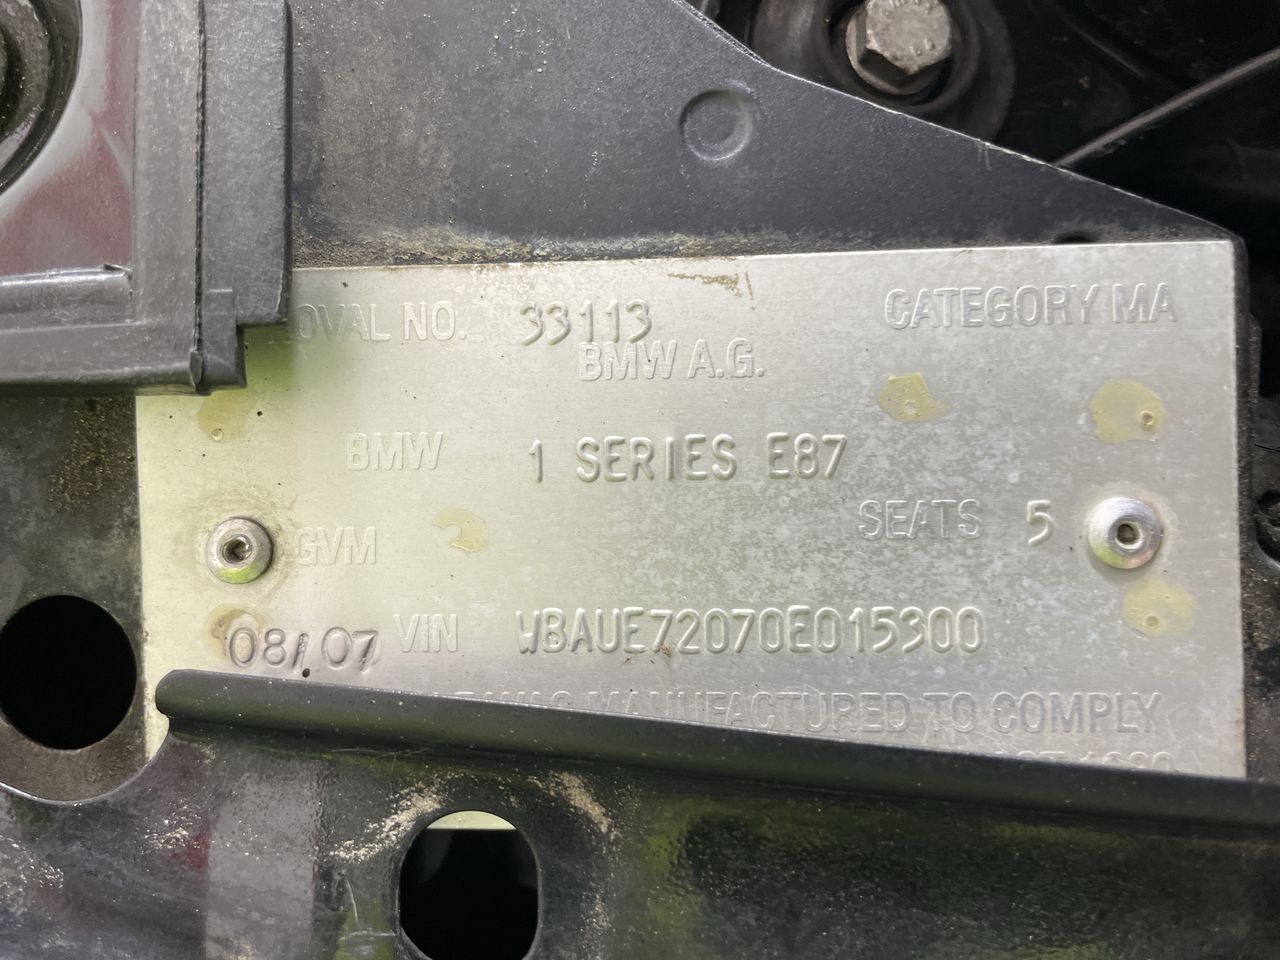 OVAL NO. 33113 CATEGORY MA
BMW A.G.
BMW 1 SERIES E87
GVM SEATS 5
08/07 VIN WBAUE72070E015300
MANUFACTURED TO COMPLY